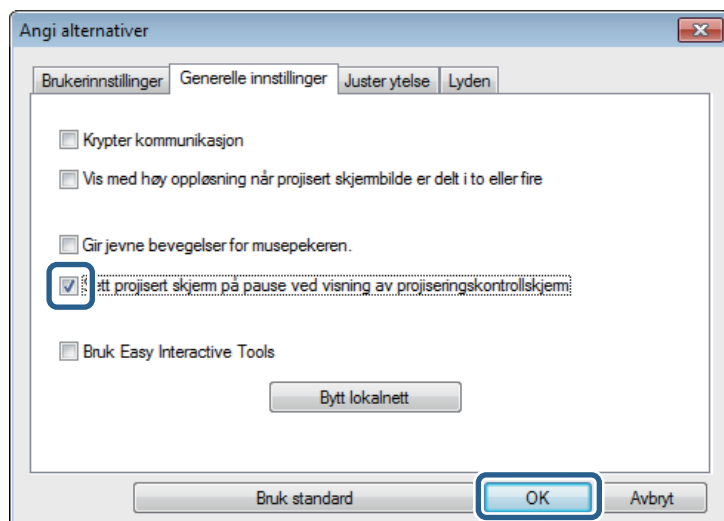 Angi alternativer
Brukerinnstillinger Generelle innstillinger Juster ytelse Lyden
Krypter kommunikasjon
Vis med høy oppløsning når projisert skjembilde er delt i to eller fire
Gir jevne bevegelser for musepekeren.
ett projisert skjerm på pause ved visning av projiseringskontrollskjerm
Bruk Easy Interactive Tools
Bytt lokalnett
Bruk standard OK Avbryt